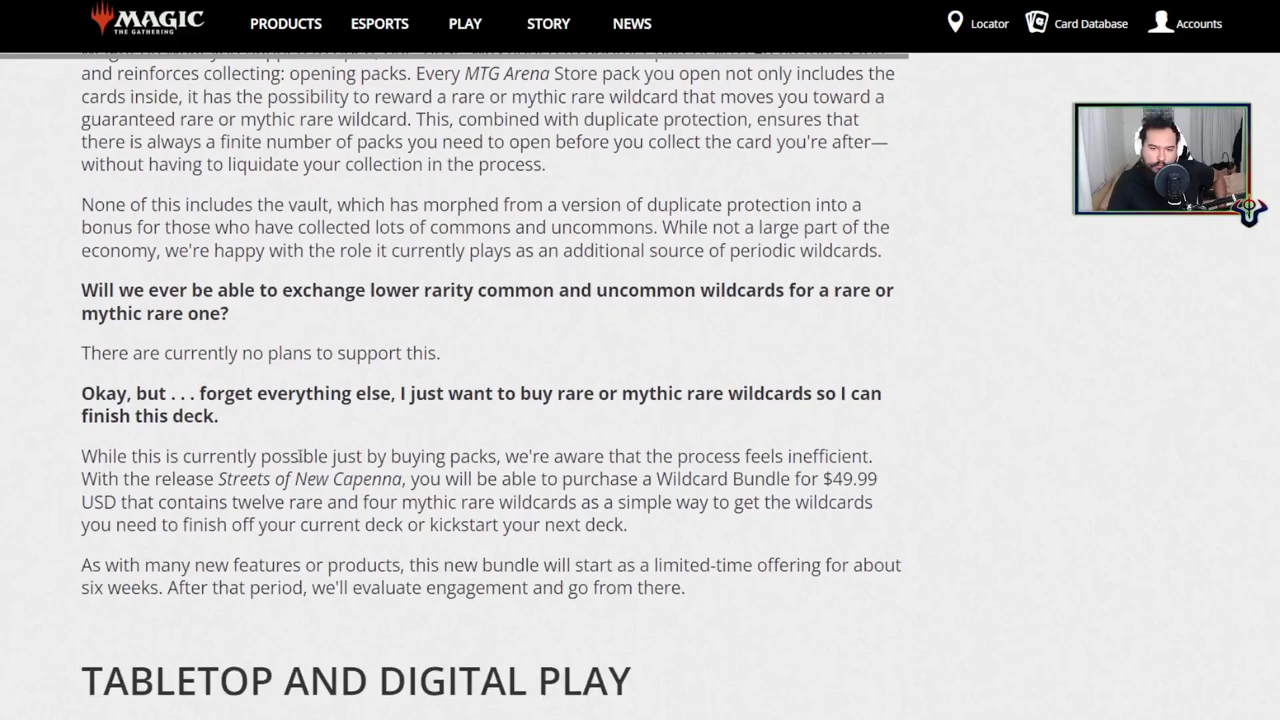 MAGIC
THE GATHERING
PRODUCTS ESPORTS PLAY STORY NEWS
Locator Card Database Accounts
and reinforces collecting: opening packs. Every MTG Arena Store pack you open not only includes the
cards inside, it has the possibility to reward a rare or mythic rare wildcard that moves you toward a
guaranteed rare or mythic rare wildcard. This, combined with duplicate protection, ensures that
there is always a finite number of packs you need to open before you collect the card you're after—
without having to liquidate your collection in the process.
None of this includes the vault, which has morphed from a version of duplicate protection into a
bonus for those who have collected lots of commons and uncommons. While not a large part of the
economy, we're happy with the role it currently plays as an additional source of periodic wildcards.
Will we ever be able to exchange lower rarity common and uncommon wildcards for a rare or
mythic rare one?
There are currently no plans to support this.
Okay, but . . . forget everything else, I just want to buy rare or mythic rare wildcards so I can
finish this deck.
While this is currently possible just by buying packs, we're aware that the process feels inefficient.
With the release Streets of New Capenna, you will be able to purchase a Wildcard Bundle for $49.99
USD that contains twelve rare and four mythic rare wildcards as a simple way to get the wildcards
you need to finish off your current deck or kickstart your next deck.
As with many new features or products, this new bundle will start as a limited-time offering for about
six weeks. After that period, we'll evaluate engagement and go from there.
TABLETOP AND DIGITAL PLAY